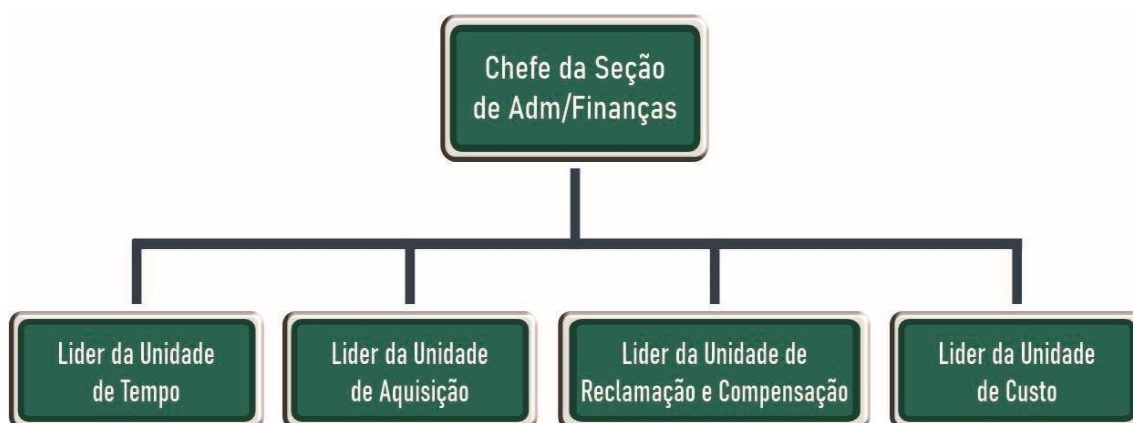 Chefe da Seção
de Adm/Finanças
Lider da Unidade
de Tempo
Lider da Unidade
de Aquisição
Lider da Unidade de
Reclamação e Compensação
Lider da Unidade
de Custo